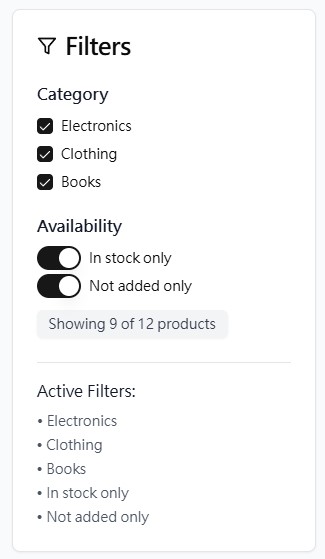 Filters
Category
Electronics
Clothing
Books
Availability
In stock only
Not added only
Showing 9 of 12 products
Active Filters:
• Electronics
• Clothing
• Books
• In stock only
• Not added only